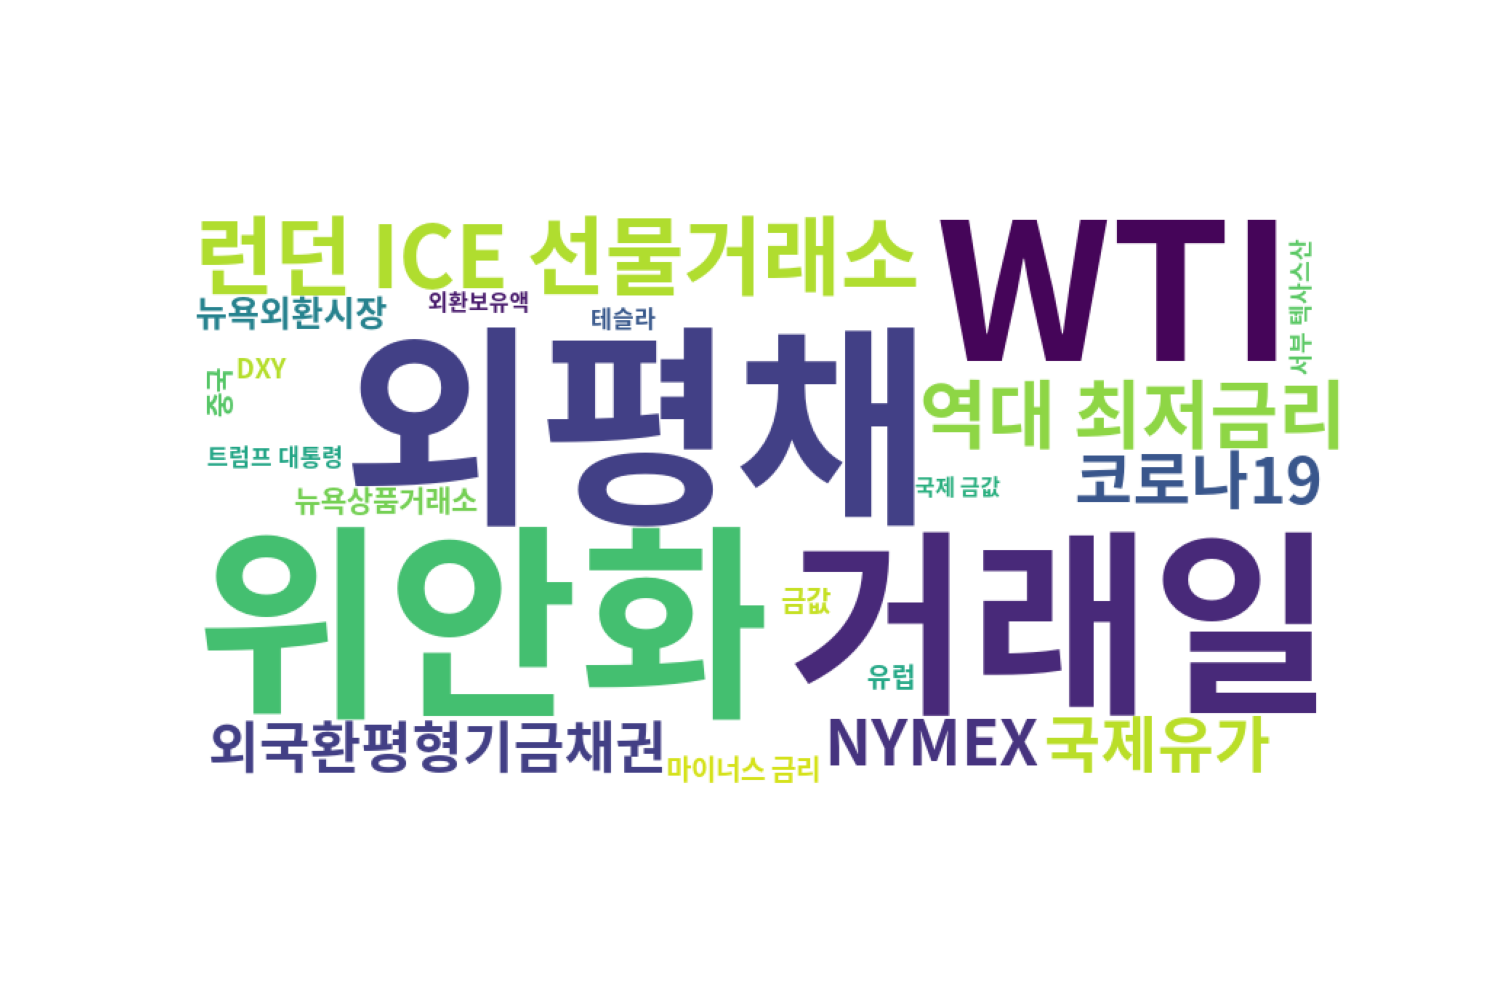 런던 ICE 선물거래소
WTI
서부 텍사스산
뉴욕외환시장
외환보유액
테슬라
외평채
DXY
중국
역대 최저금리
트럼프 대통령
코로나19
뉴욕상품거래소
국제 금값
위안화
거래일
금값
유럽
외국환평형기금채권
마이너스 금리
NYMEX
국제유가